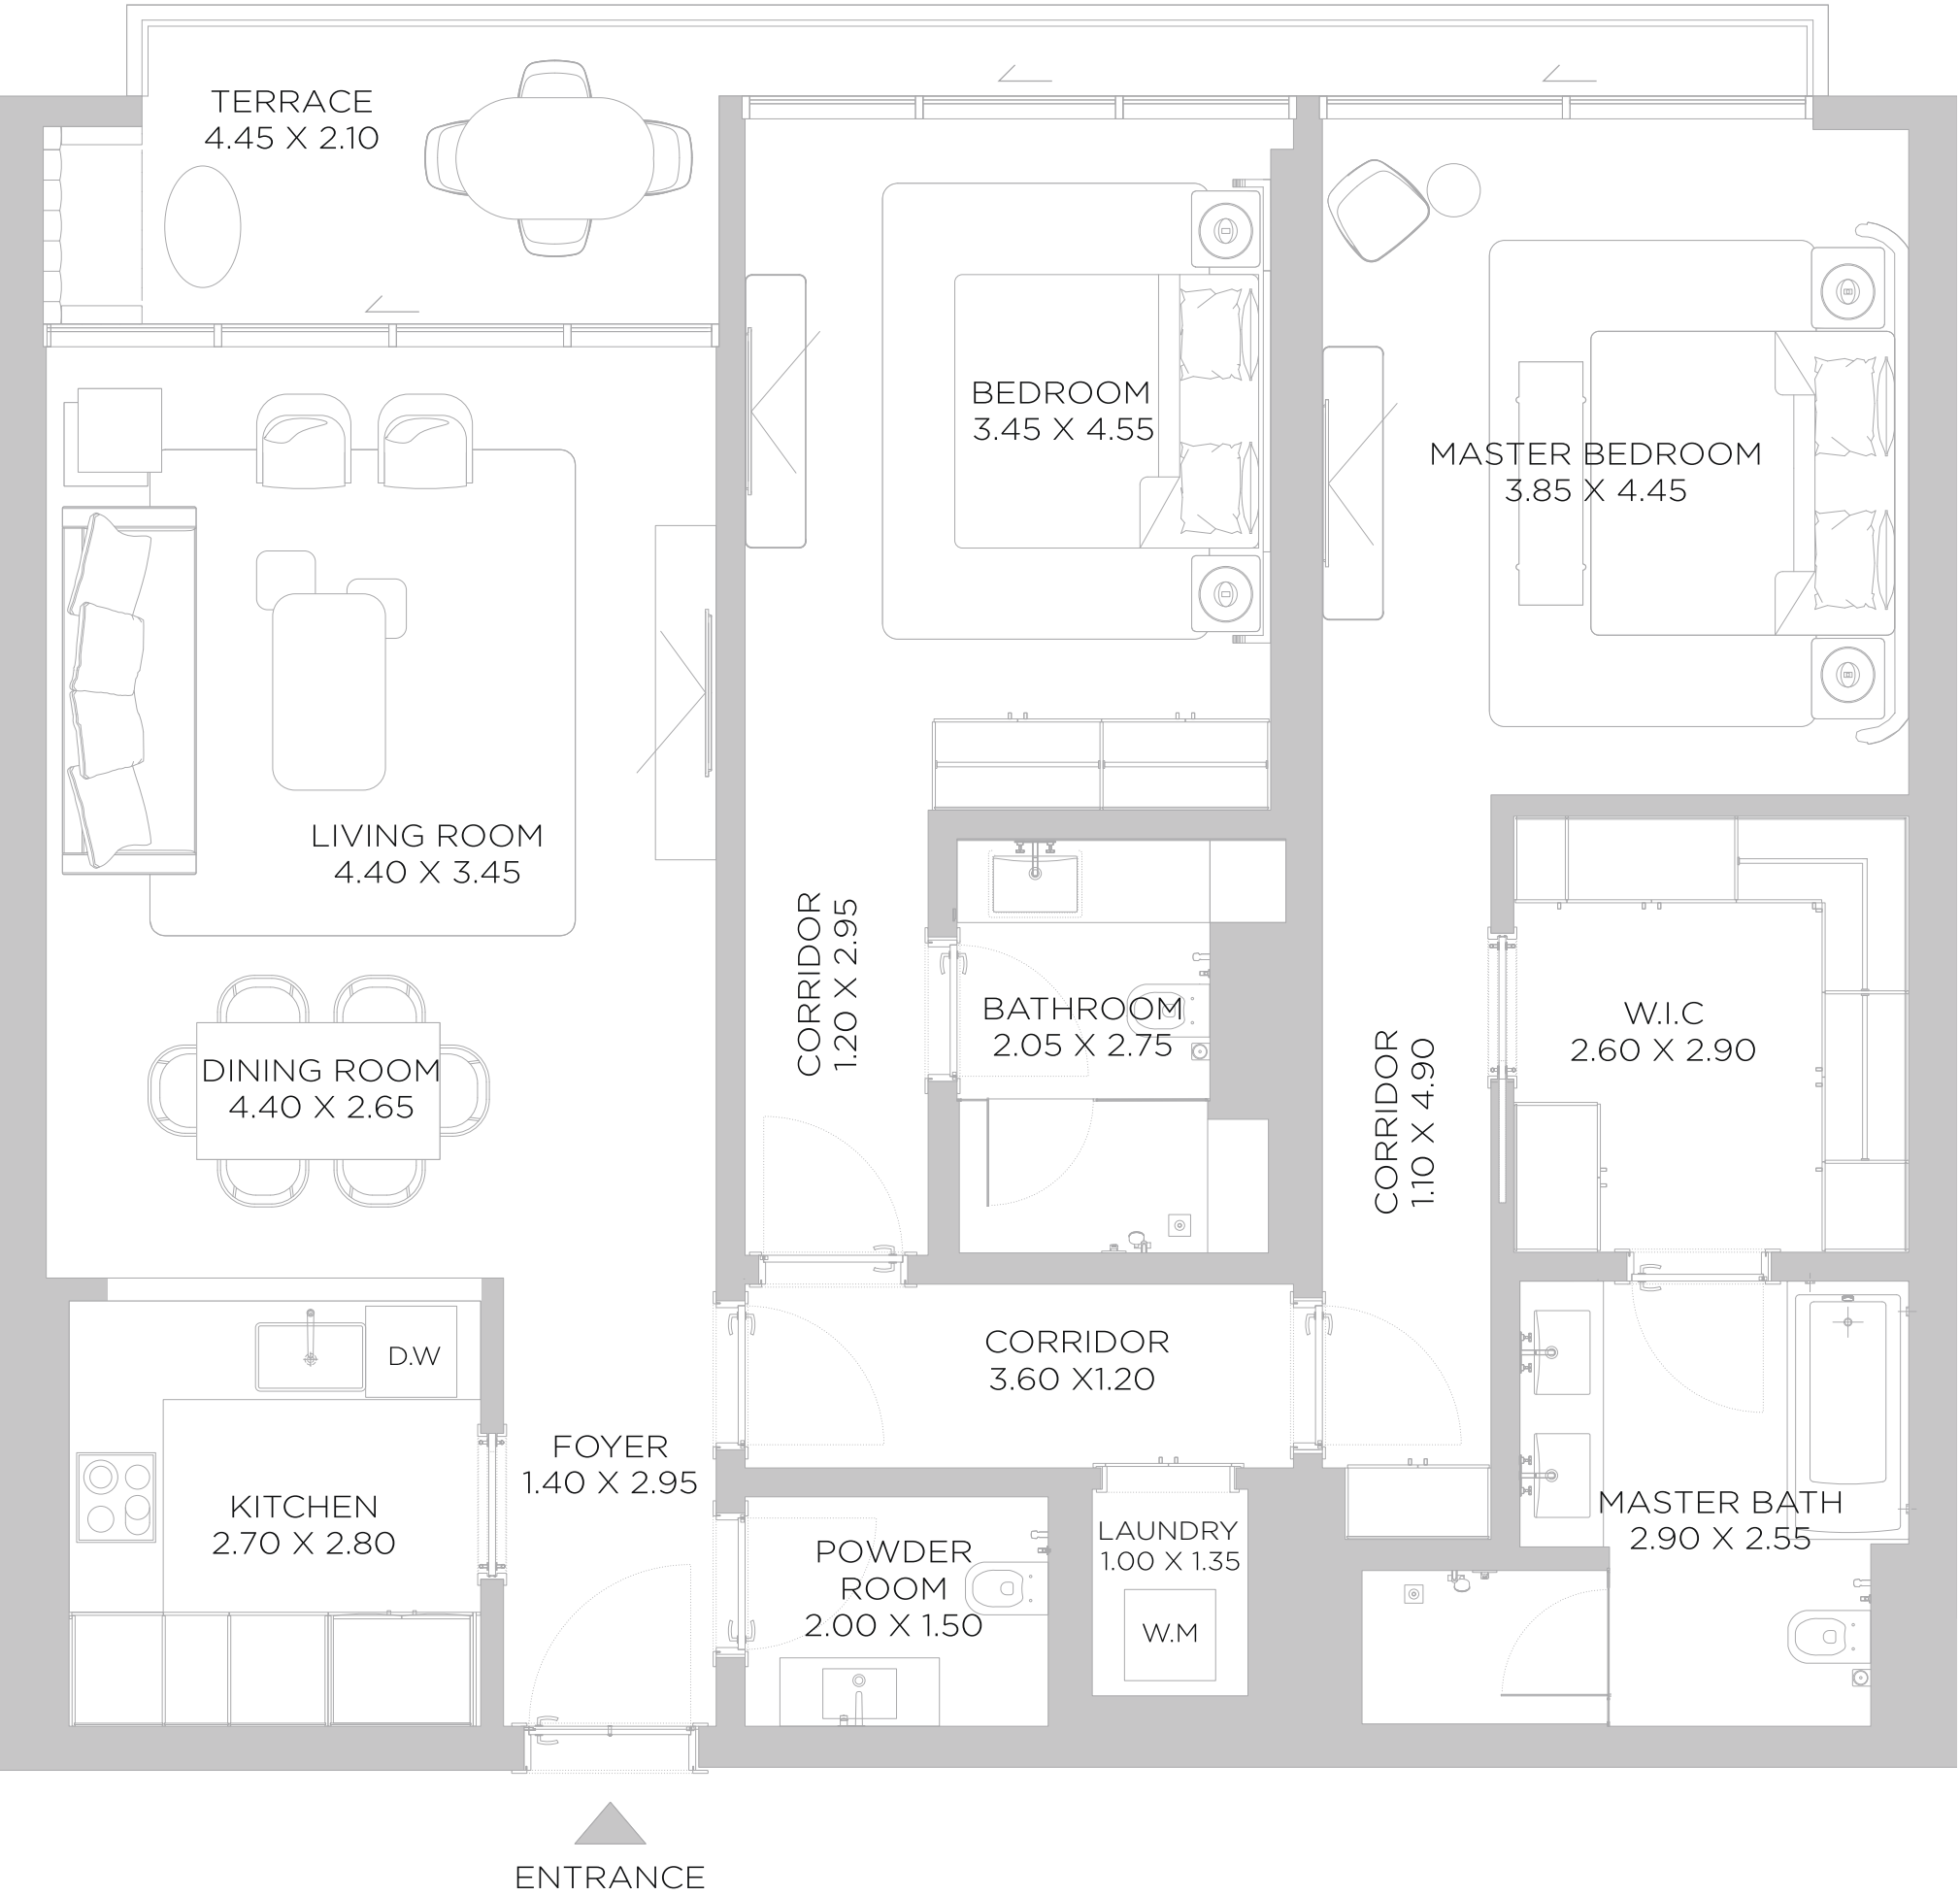 TERRACE
4.45 X 2.10
BEDROOM
3.45 X 4.55
MASTER BEDROOM
3.85 X 4.45
LIVING ROOM
4.40 X 3.45
CORRIDOR
1.20 X 2.95
BATHROOM
2.05 X 2.75
CORRIDOR
1.10 X 4.90
W.I.C
2.60 X 2.90
DINING ROOM
4.40 X 2.65
D.W
CORRIDOR
3.60 X1.20
FOYER
1.40 X 2.95
KITCHEN
2.70 X 2.80
POWDER
ROOM
2.00 X 1.50
LAUNDRY
1.00 X 1.35
W.M
MASTER BATH
2.90 X 2.55
ENTRANCE